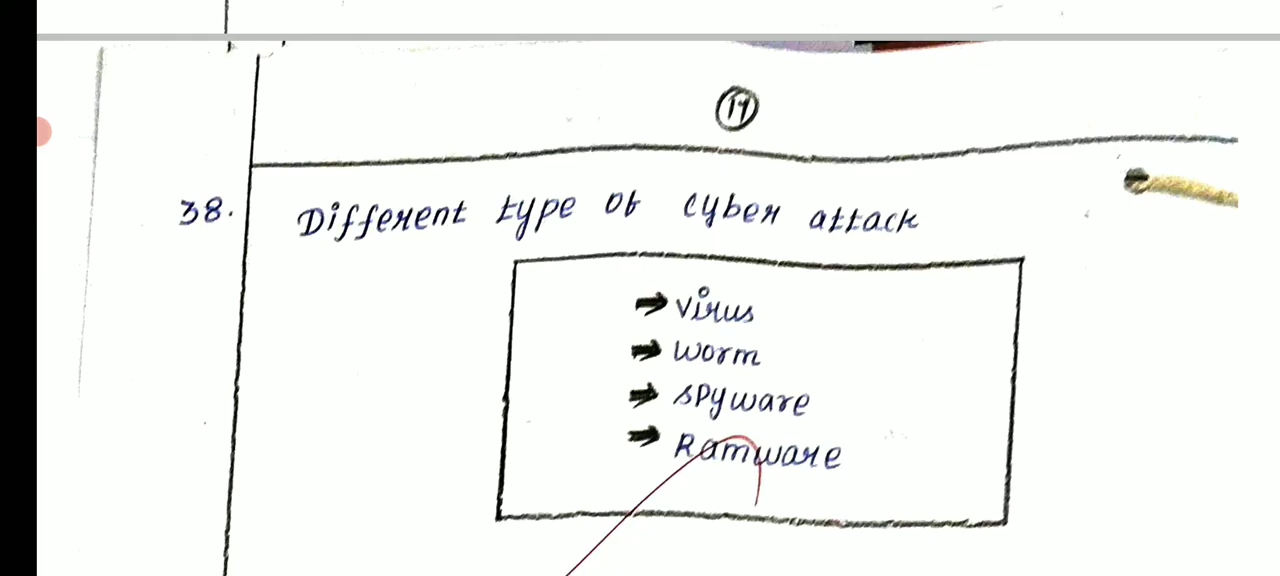 17
38.
Different type of cyber attack
➡ Virus
➡ Worm
➡ Spyware
➡ Ramware